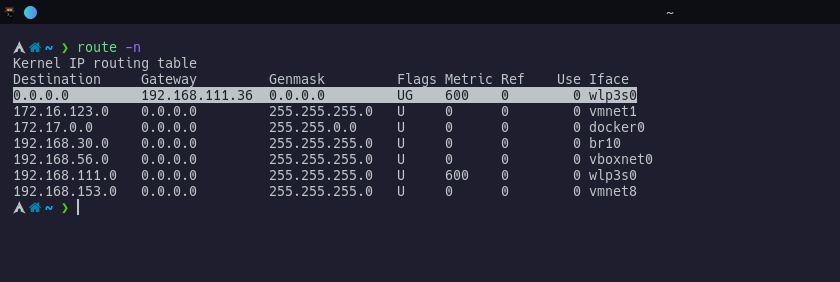 ~
~ ❯ route -n
Kernel IP routing table
Destination     Gateway         Genmask         Flags Metric Ref    Use Iface
0.0.0.0         192.168.111.36  0.0.0.0         UG    600    0        0 wlp3s0
172.16.123.0    0.0.0.0         255.255.255.0   U     0      0        0 vmnet1
172.17.0.0      0.0.0.0         255.255.0.0     U     0      0        0 docker0
192.168.30.0    0.0.0.0         255.255.255.0   U     0      0        0 br10
192.168.56.0    0.0.0.0         255.255.255.0   U     0      0        0 vboxnet0
192.168.111.0   0.0.0.0         255.255.255.0   U     600    0        0 wlp3s0
192.168.153.0   0.0.0.0         255.255.255.0   U     0      0        0 vmnet8
~ ❯